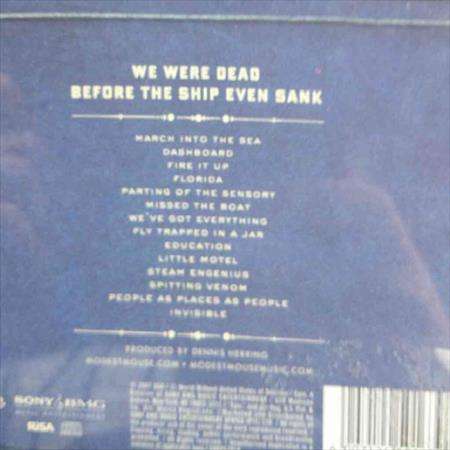 WE WERE DEAD
BEFORE THE SHIP EVEN SANK
MARCH INTO THE SEA
DASHBOARD
FIRE IT UP
FLORIDA
PARTING OF THE SENSORY
MISSED THE BOAT
WE'VE GOT EVERYTHING
FLY TRAPPED IN A JAR
EDUCATION
LITTLE MOTEL
STEAM ENGENIUS
SPITTING VENOM
PEOPLE AS PLACES AS PEOPLE
INVISIBLE
PRODUCED BY DENNIS HERRING
MODESTMOUSE.COM • MODESTMOUSEMUSIC.COM
SONY BMG
MUSIC ENTERTAINMENT